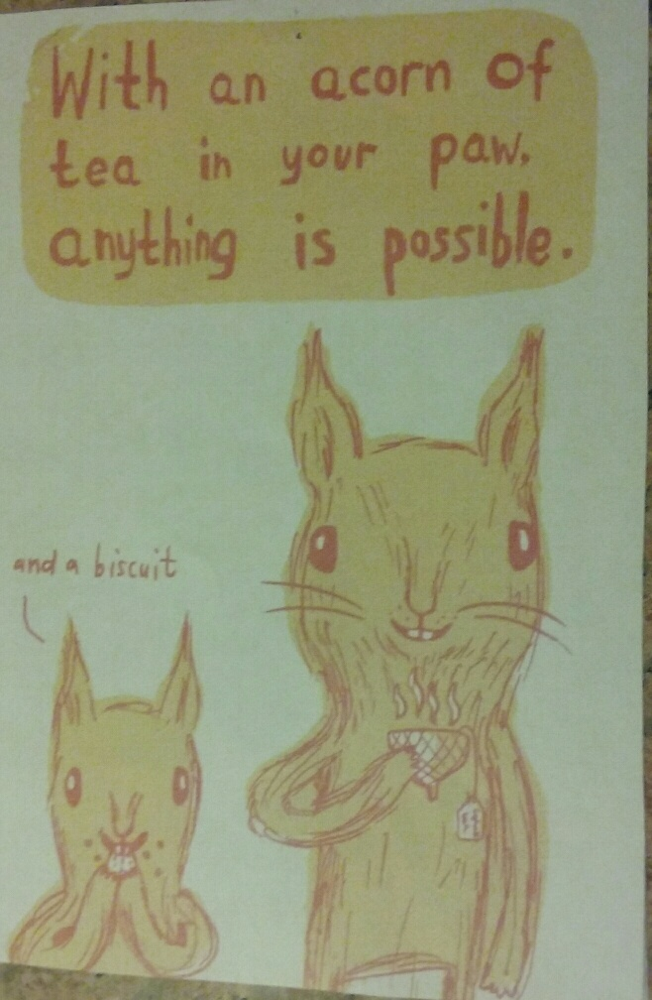 With an acorn of
tea in your paw,
anything is possible.
and a biscuit